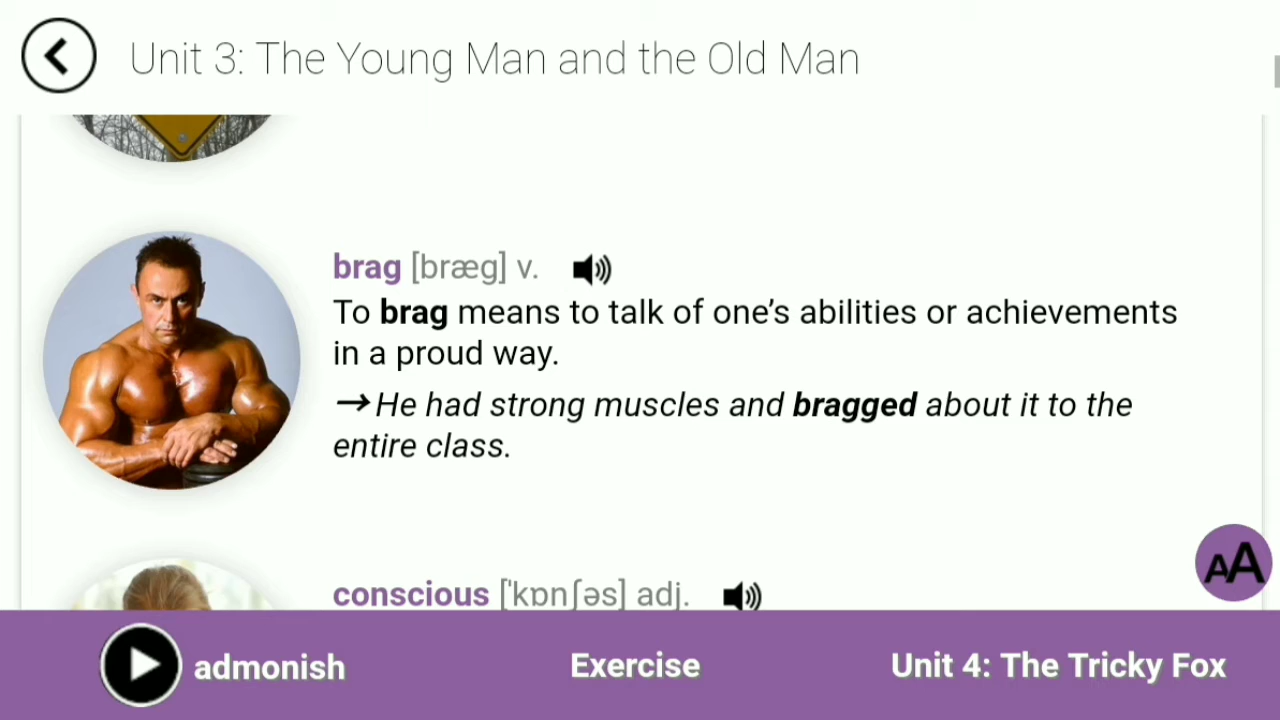 Unit 3: The Young Man and the Old Man
brag [bræg] v.
To brag means to talk of one’s abilities or achievements
in a proud way.
→ He had strong muscles and bragged about it to the
entire class.
conscious [ˈkɒnʃəs] adj.
AA
admonish
Exercise
Unit 4: The Tricky Fox